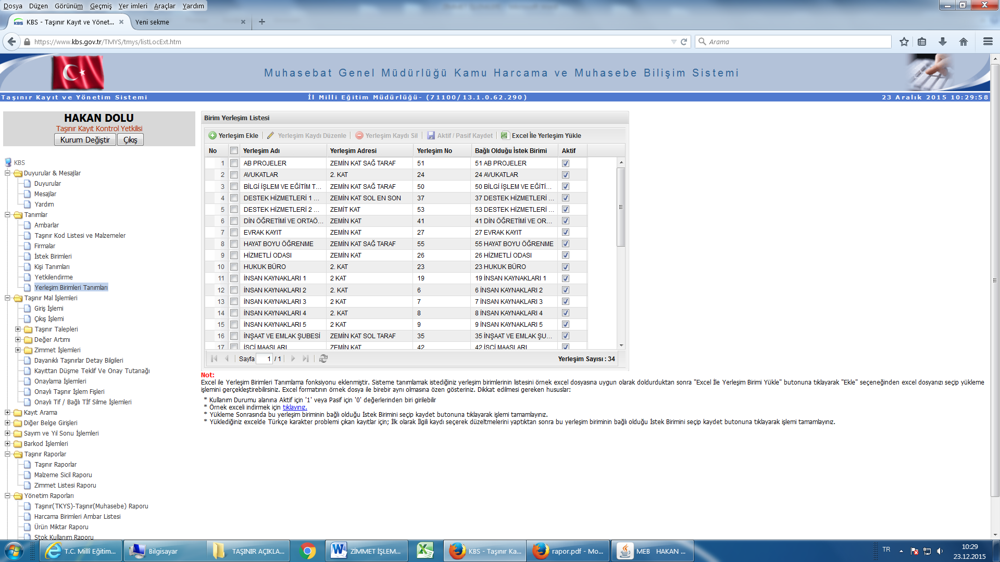 Dosya Düzen Görünüm Geçmiş Yer imleri Araçlar Yardım
KBS - Taşınır Kayıt ve Yönet...
Yeni sekme
https://www.kbs.gov.tr/TMYS/tmys/listLocExt.htm
Arama
Muhasebat Genel Müdürlüğü Kamu Harcama ve Muhasebe Bilişim Sistemi
Taşınır Kayıt ve Yönetim Sistemi
İl Milli Eğitim Müdürlüğü- (71100/13.1.0.62.290)
23 Aralık 2015 10:29:58
HAKAN DOLU
Taşınır Kayıt Kontrol Yetkilisi
Kurum Değiştir Çıkış
KBS
Duyurular & Mesajlar
Duyurular
Mesajlar
Yardım
Tanımlar
Ambarlar
Taşınır Kod Listesi ve Malzemeler
Firmalar
İstek Birimleri
Kişi Tanımları
Yetkilendirme
Yerleşim Birimleri Tanımları
Taşınır Mal İşlemleri
Giriş İşlemi
Çıkış İşlemi
Taşınır Talepleri
Değer Artımı
Zimmet İşlemleri
Dayanıklı Taşınırlar Detay Bilgileri
Kayıttan Düşme Teklif Ve Onay Tutanağı
Onaylama İşlemleri
Onaylı Taşınır İşlem Fişleri
Onaylı Tif / Bağlı Tİf Silme İşlemleri
Kayıt Arama
Diğer Belge Girişleri
Sayım ve Yıl Sonu İşlemleri
Barkod İşlemleri
Taşınır Raporlar
Taşınır Raporlar
Malzeme Sicil Raporu
Zimmet Listesi Raporu
Yönetim Raporları
Taşınır(TKYS)-Taşınır(Muhasebe) Raporu
Harcama Birimleri Ambar Listesi
Ürün Miktar Raporu
Stok Kullanım Raporu
Birim Yerleşim Listesi
Yerleşim Ekle Yerleşim Kaydı Düzenle Yerleşim Kaydı Sil Aktif / Pasif Kaydet Excel İle Yerleşim Yükle
No Yerleşim Adı Yerleşim Adresi Yerleşim No Bağlı Olduğu İstek Birimi Aktif
1 AB PROJELER ZEMİN KAT SAĞ TARAF 51 51 AB PROJELER
2 AVUKATLAR 2. KAT 24 24 AVUKATLAR
3 BİLGİ İŞLEM VE EĞİTİM T... ZEMİN KAT SAĞ TARAF 50 50 BİLGİ İŞLEM VE EĞİTİ...
4 DESTEK HİZMETLERİ 1 ... ZEMİN KAT SOL EN SON 37 37 DESTEK HİZMETLERİ ...
5 DESTEK HİZMETLERİ 2 ... ZEMİT KAT 53 53 DESTEK HİZMETLERİ ...
6 DİN ÖĞRETİMİ VE ORTAÖ... ZEMİN KAT 41 41 DİN ÖĞRETİMİ VE OR...
7 EVRAK KAYIT ZEMİN KAT 27 27 EVRAK KAYIT
8 HAYAT BOYU ÖĞRENME ZEMİN KAT SAĞ TARAF 55 55 HAYAT BOYU ÖĞRENME
9 HİZMETLİ ODASI ZEMİN KAT 26 26 HİZMETLİ ODASI
10 HUKUK BÜRO 2. KAT 23 23 HUKUK BÜRO
11 İNSAN KAYNAKLARI 1 2 KAT 19 19 İNSAN KAYNAKLARI 1
12 İNSAN KAYNAKLARI 2 2. KAT 6 6 İNSAN KAYNAKLARI 2
13 İNSAN KAYNAKLARI 3 2 KAT 7 7 İNSAN KAYNAKLARI 3
14 İNSAN KAYNAKLARI 4 2. KAT 8 8 İNSAN KAYNAKLARI 4
15 İNSAN KAYNAKLARI 5 2 KAT 9 9 İNSAN KAYNAKLARI 5
16 İNŞAAT VE EMLAK ŞUBESİ ZEMİN KAT SOL TARAF 35 35 İNŞAAT VE EMLAK ŞU...
17 İŞÇİ MAAŞLARI ZEMİN KAT 42 42 İŞÇİ MAAŞLARI
Sayfa 1 / 1
Yerleşim Sayısı : 34
Not:
Excel ile Yerleşim Birimleri Tanımlama fonksiyonu eklenmiştir. Sisteme tanımlamak istediğiniz yerleşim birimlerinin listesini örnek excel dosyasına uygun olarak doldurduktan sonra "Excel İle Yerleşim Birimi Yükle" butonuna tıklayarak "Ekle" seçeneğinden excel dosyanızı seçip yükleme
işlemini gerçekleştirebilirsiniz. Excel formatının örnek dosya ile birebir aynı olmasına özen gösteriniz. Dikkat edilmesi gereken hususlar:
* Kullanım Durumu alanına Aktif için '1' veya Pasif için '0' değerlerinden biri girilebilir
* Örnek exceli indirmek için tıklayınız.
* Yükleme Sonrasında bu yerleşim biriminin bağlı olduğu İstek Birimini seçip kaydet butonuna tıklayarak işlemi tamamlayınız.
* Yüklediğiniz excelde Türkçe karakter problemi çıkan kayıtlar için; İlk olarak İlgili kaydı seçerek düzeltmelerini yaptıktan sonra bu yerleşim biriminin bağlı olduğu İstek Birimini seçip kaydet butonuna tıklayarak işlemi tamamlayınız.
T.C. Millî Eğitim...
Bilgisayar
TAŞINIR AÇIKLA...
ZİMMET İŞLEM...
KBS - Taşınır Ka...
rapor.pdf - Mo...
MEB HAKAN ...
TR
10:29
23.12.2015